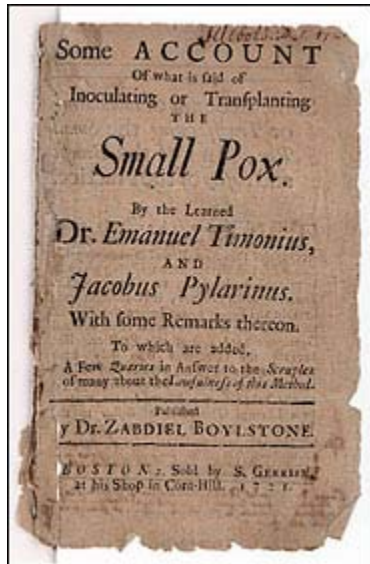 Some ACCOUNT
Of what is ſaid of
Inoculating or Tranſplanting
THE
Small Pox.
By the Learned
Dr. Emanuel Timonius,
AND
Jacobus Pylarinus.
With ſome Remarks thereon.
To which are added,
A Few Quæries in Anſwer to the Scruples
of many about the Lawfulneſs of this Method.
Publiſhed
y Dr. ZABDIEL BOYLSTONE.
BOSTON: Sold by S. GERRISH,
at his Shop in Corn-Hill. 1721.